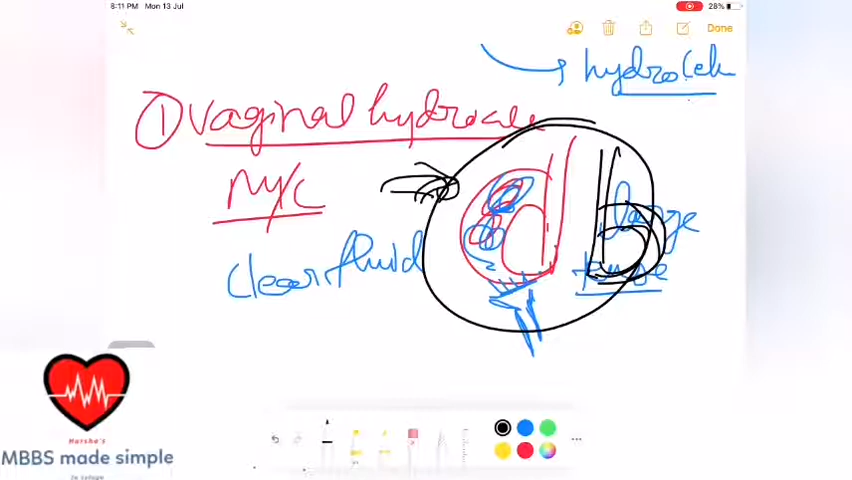 8:11 PM Mon 13 Jul
28%
Done
hydrocele
① vaginal hydrocele
M/C
large
clear fluid
tense
Harsha's
MBBS made simple